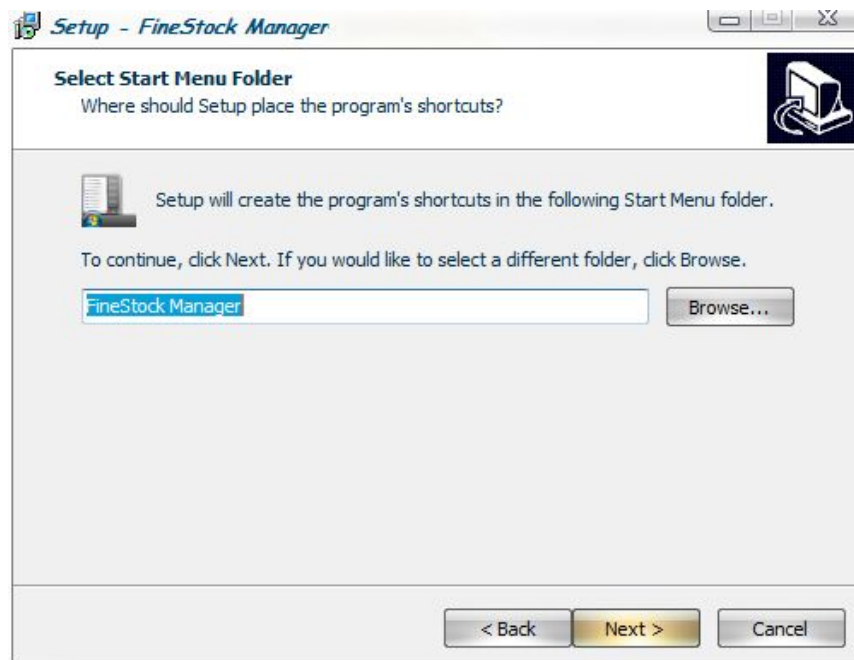 Setup - FineStock Manager
Select Start Menu Folder
Where should Setup place the program's shortcuts?
Setup will create the program's shortcuts in the following Start Menu folder.
To continue, click Next. If you would like to select a different folder, click Browse.
FineStock Manager
Browse...
< Back
Next >
Cancel